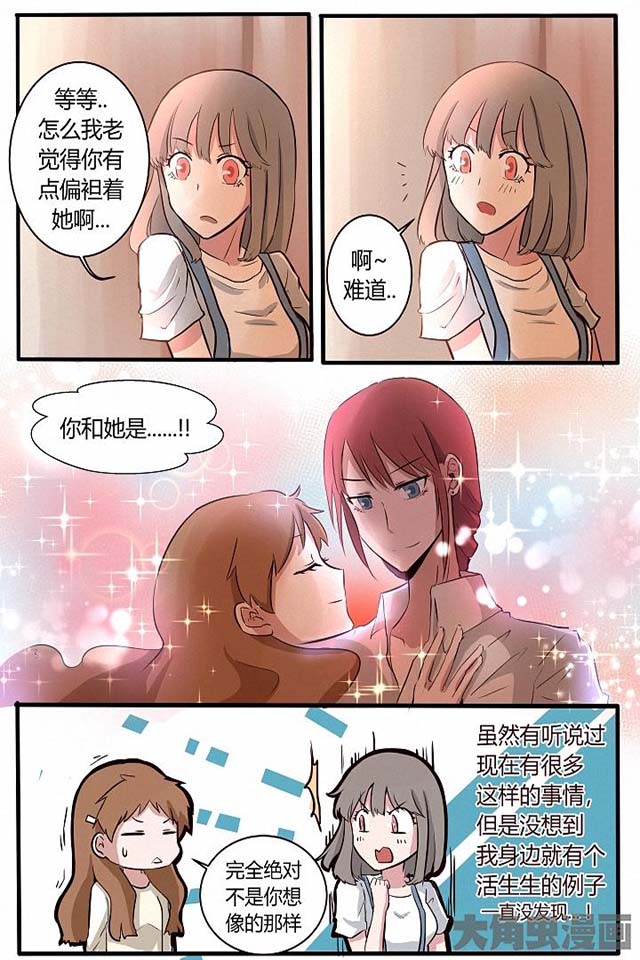 等等..
怎么我老
觉得你有
点偏袒着
她啊...
啊~
难道..
你和她是......!!
虽然有听说过
现在有很多
这样的事情，
但是没想到
我身边就有个
活生生的例子
一直没发现...！
完全绝对
不是你想
像的那样
大角虫漫画